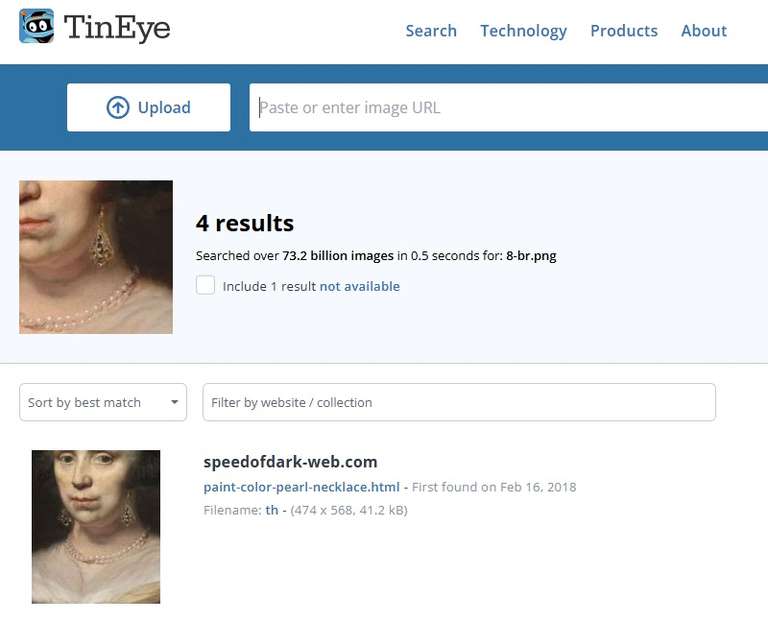 TinEye
Search Technology Products About
Upload
Paste or enter image URL
4 results
Searched over 73.2 billion images in 0.5 seconds for: 8-br.png
Include 1 result not available
Sort by best match
Filter by website / collection
speedofdark-web.com
paint-color-pearl-necklace.html - First found on Feb 16, 2018
Filename: th - (474 x 568, 41.2 kB)